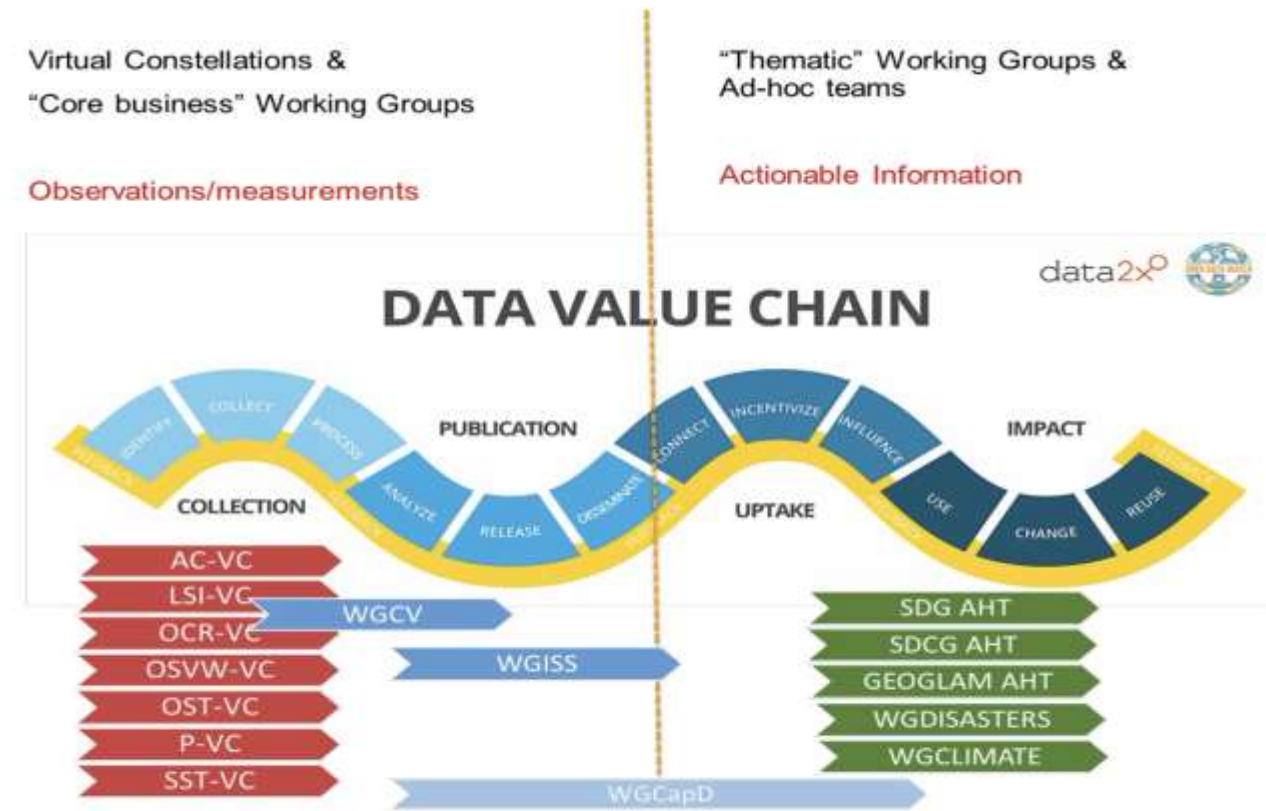 Virtual Constellations &
“Core business” Working Groups
“Thematic” Working Groups &
Ad-hoc teams
Observations/measurements
Actionable Information
data2x
OPEN DATA WATCH
DATA VALUE CHAIN
IDENTIFY
COLLECT
PROCESS
ANALYZE
RELEASE
DISSEMINATE
CONNECT
INCENTIVIZE
INFLUENCE
USE
CHANGE
REUSE
PUBLICATION
IMPACT
COLLECTION
UPTAKE
FEEDBACK
AC-VC
LSI-VC
OCR-VC
OSVW-VC
OST-VC
P-VC
SST-VC
WGCV
WGISS
WGCapD
SDG AHT
SDCG AHT
GEOGLAM AHT
WGDISASTERS
WGCLIMATE